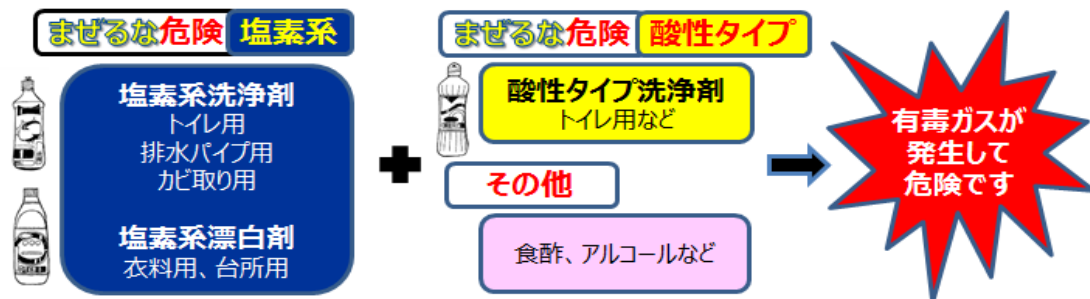 まぜるな危険 塩素系
塩素系洗浄剤
トイレ用
排水パイプ用
カビ取り用
塩素系漂白剤
衣料用、台所用
まぜるな危険 酸性タイプ
酸性タイプ洗浄剤
トイレ用など
その他
食酢、アルコールなど
有毒ガスが
発生して
危険です